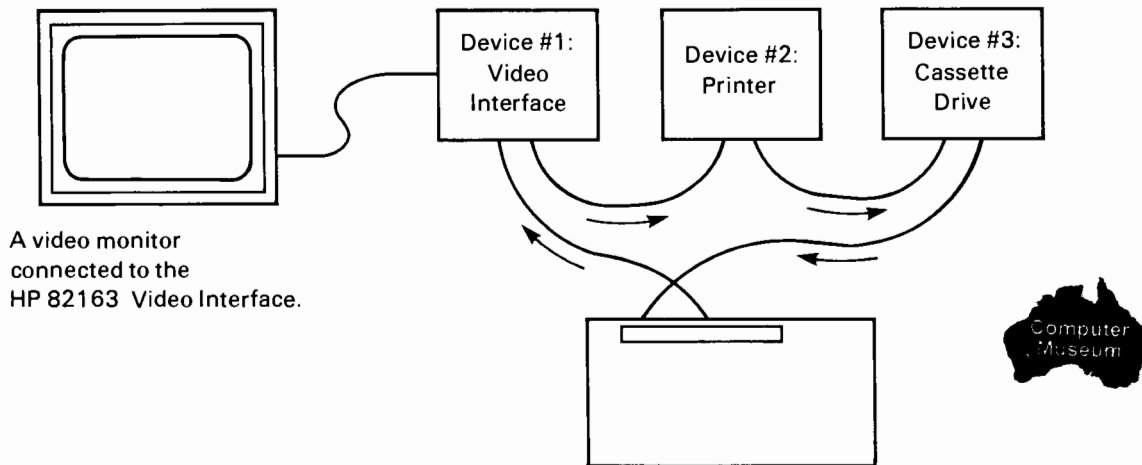 Device #1:
Video
Interface
Device #2:
Printer
Device #3:
Cassette
Drive
A video monitor
connected to the
HP 82163 Video Interface.
Computer
Museum